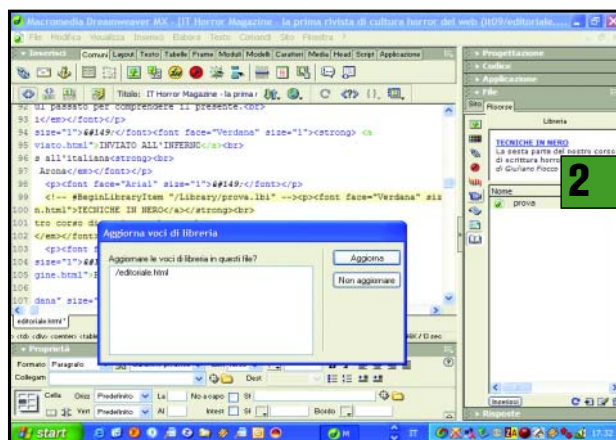 Macromedia Dreamweaver MX - [IT Horror Magazine - la prima rivista di cultura horror del web (it09/editoriale....
File Modifica Visualizza Inserisci Elabora Testo Comandi Sito Finestra ?
Inserisci Comuni Layout Testo Tabelle Frame Moduli Modelli Caratteri Media Head Script Applicazione
Titolo: IT Horror Magazine - la prima r
ul passato per comprendere il presente.<br>
93 i</em></font></p>
94 size="1">&#149;</font><font face="Verdana" size="1"><strong> <a
95 viato.html">INVIATO ALL'INFERNO</a><br>
96 s all'italiana<strong><br>
97 Arona</em></font></p>
98 <p><font face="Arial" size="1">&#149;</font></p>
99 <!-- #BeginLibraryItem "/Library/prova.lbi" --><p><font face="Verdana" siz
100 n.html">TECNICHE IN NERO</a></strong><br>
101 tro corso di
102 </em></font>
103 <p><font f
104 size="1">&#1
105 gine.html">R
106
107 dana" size="
Aggiorna voci di libreria
Aggiornare le voci di libreria in questi file?
/editoriale.html
Aggiorna
Non aggiornare
editoriale.html*
Proprietà
Formato Paragrafo
Collegam Dest
Cella Oriz Predefinito La No a capo Sf
Vert Predefinito Al Intest Sf Bordo
Progettazione
Codice
Applicazione
File
Sito Risorse
Libreria
TECNICHE IN NERO
La sesta parte del nostro corso
di scrittura horro
di Giuliano Fiocco
2
Nome
prova
Inserisci
Risposte
start